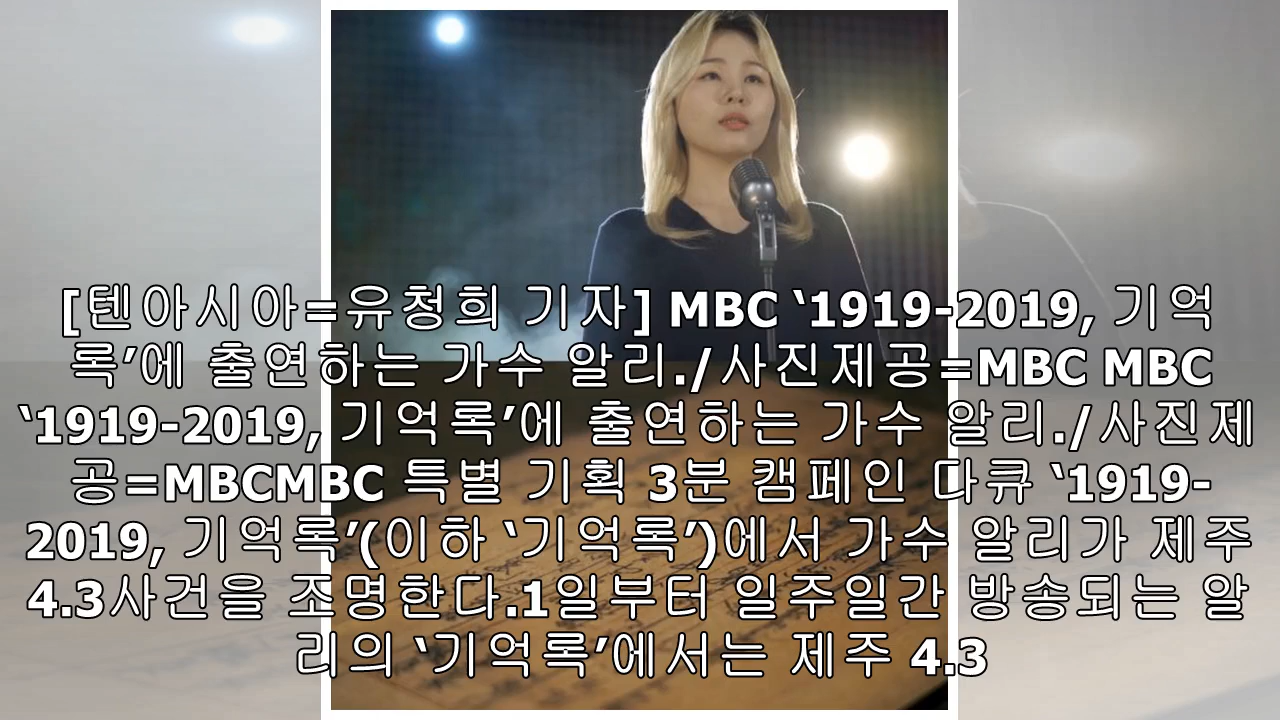 [텐아시아=유청희 기자] MBC ‘1919-2019, 기억
록’에 출연하는 가수 알리./사진제공=MBC MBC
‘1919-2019, 기억록’에 출연하는 가수 알리./사진제
공=MBCMBC 특별 기획 3분 캠페인 다큐 ‘1919-
2019, 기억록’(이하 ‘기억록’)에서 가수 알리가 제주
4.3사건을 조명한다.1일부터 일주일간 방송되는 알
리의 ‘기억록’에서는 제주 4.3